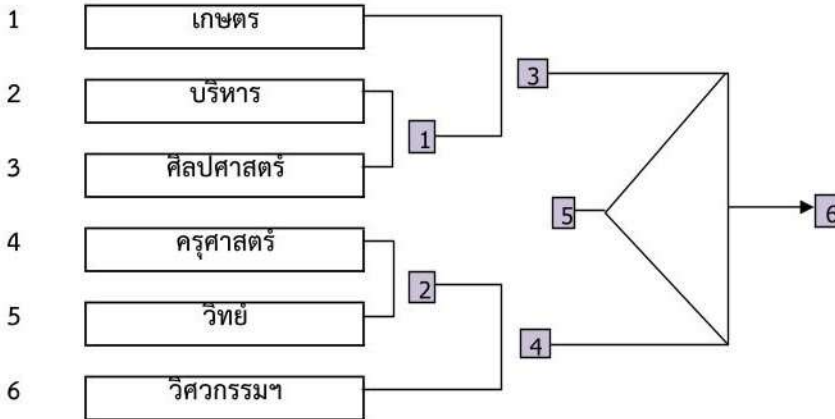 1 เกษตร
3
2 บริหาร
1
3 ศิลปศาสตร์
5
6
4 ครุศาสตร์
2
5 วิทย์
4
6 วิศวกรรมฯ